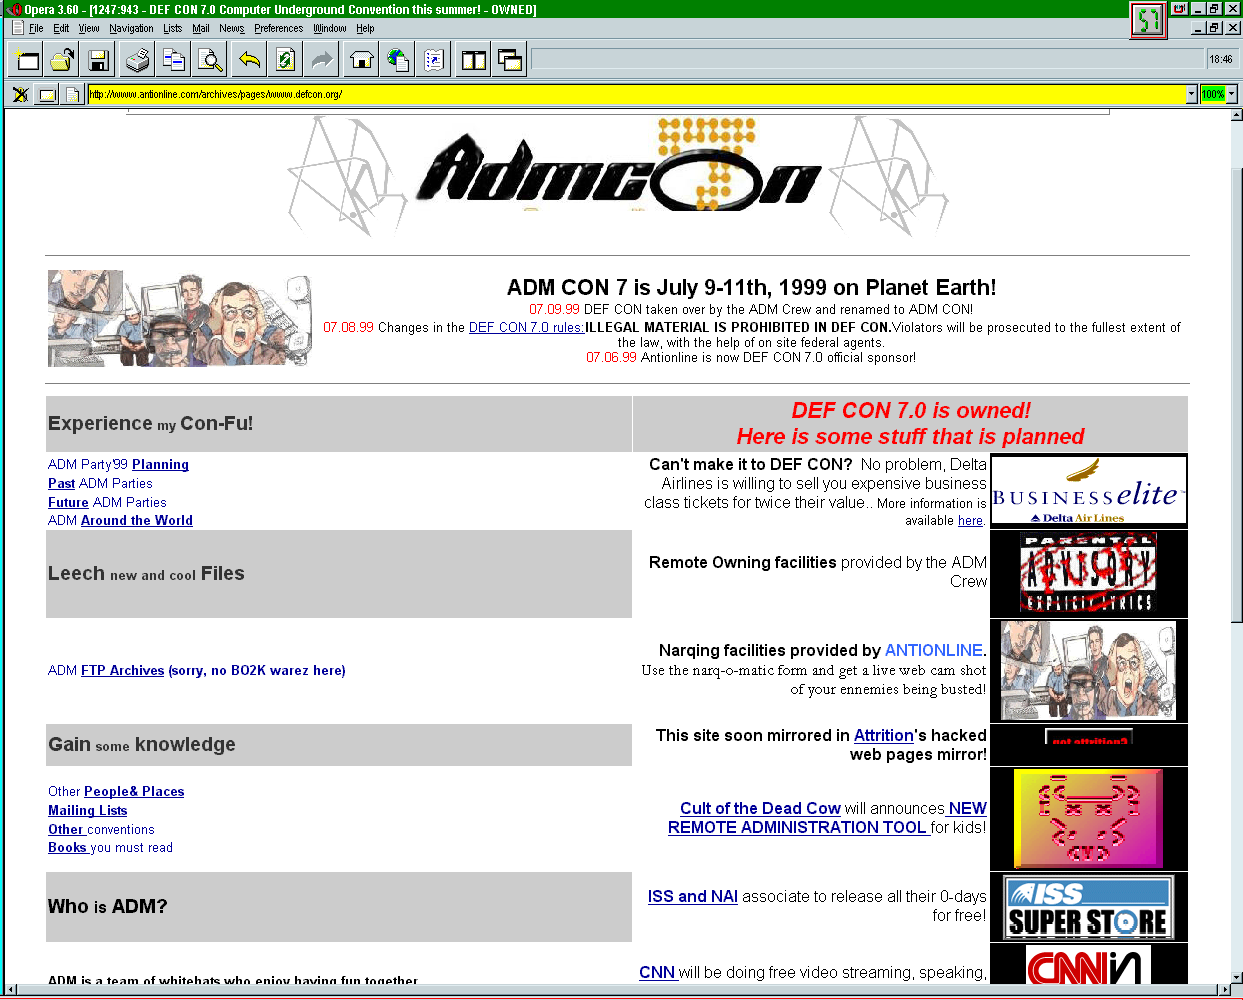 Opera 3.60 - [1247:943 - DEF CON 7.0 Computer Underground Convention this summer! - OWNED]
File Edit View Navigation Lists Mail News Preferences Window Help
18:46
http://www.antionline.com/archives/pages/www.defcon.org/
100%
AdmcOn
ADM CON 7 is July 9-11th, 1999 on Planet Earth!
07.09.99 DEF CON taken over by the ADM Crew and renamed to ADM CON!
07.08.99 Changes in the DEF CON 7.0 rules:ILLEGAL MATERIAL IS PROHIBITED IN DEF CON.Violators will be prosecuted to the fullest extent of
the law, with the help of on site federal agents.
07.06.99 Antionline is now DEF CON 7.0 official sponsor!
Experience my Con-Fu!
DEF CON 7.0 is owned!
Here is some stuff that is planned
ADM Party'99 Planning
Past ADM Parties
Future ADM Parties
ADM Around the World
Can't make it to DEF CON? No problem, Delta
Airlines is willing to sell you expensive business
class tickets for twice their value.. More information is
available here.
BUSINESSelite
Delta Air Lines
Leech new and cool Files
Remote Owning facilities provided by the ADM
Crew
PARENTAL
ADVISORY
EXPLICIT LYRICS
ADM FTP Archives (sorry, no BO2K warez here)
Narqing facilities provided by ANTIONLINE.
Use the narq-o-matic form and get a live web cam shot
of your ennemies being busted!
Gain some knowledge
This site soon mirrored in Attrition's hacked
web pages mirror!
got attrition?
Other People& Places
Mailing Lists
Other conventions
Books you must read
Cult of the Dead Cow will announces NEW
REMOTE ADMINISTRATION TOOL for kids!
Who is ADM?
ISS and NAI associate to release all their 0-days
for free!
ISS
SUPER STORE
ADM is a team of whitehats who enjoy having fun together
CNN will be doing free video streaming, speaking,
CNNin